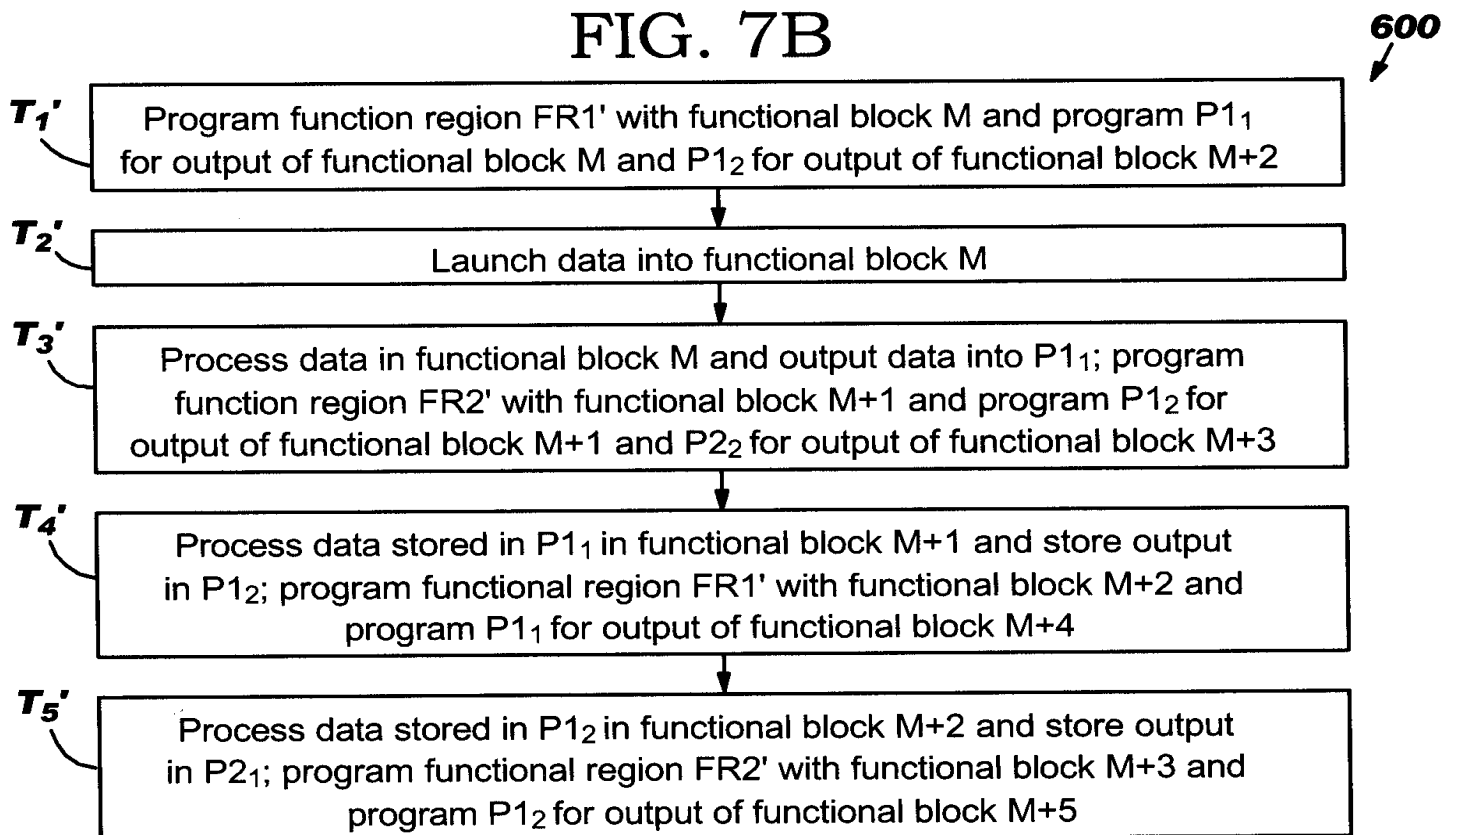 FIG. 7B
600
T₁'
Program function region FR1' with functional block M and program P1₁
for output of functional block M and P1₂ for output of functional block M+2
T₂'
Launch data into functional block M
T₃'
Process data in functional block M and output data into P1₁; program
function region FR2' with functional block M+1 and program P1₂ for
output of functional block M+1 and P2₂ for output of functional block M+3
T₄'
Process data stored in P1₁ in functional block M+1 and store output
in P1₂; program functional region FR1' with functional block M+2 and
program P1₁ for output of functional block M+4
T₅'
Process data stored in P1₂ in functional block M+2 and store output
in P2₁; program functional region FR2' with functional block M+3 and
program P1₂ for output of functional block M+5